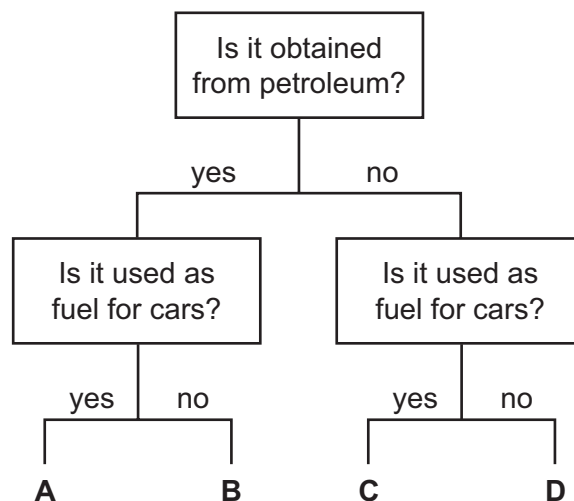 Is it obtained
from petroleum?
yes no
Is it used as
fuel for cars?
Is it used as
fuel for cars?
yes no
yes no
A B C D